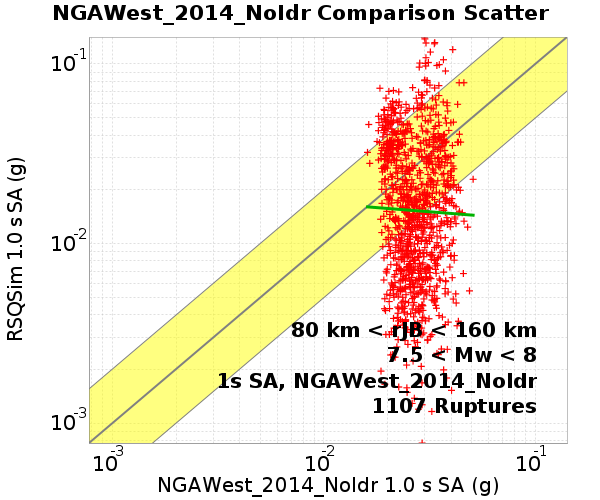 NGAWest_2014_NoIdr Comparison Scatter
10-1
10-2
10-3
RSQSim 1.0 s SA (g)
80 km < rJB < 160 km
7.5 < Mw < 8
1s SA, NGAWest_2014_NoIdr
1107 Ruptures
10-3 10-2 10-1
NGAWest_2014_NoIdr 1.0 s SA (g)